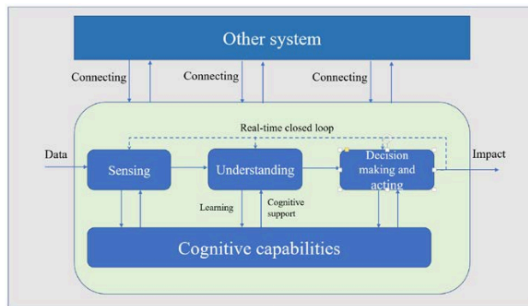 Other system
Connecting
Connecting
Connecting
Real-time closed loop
Data
Sensing
Understanding
Decision
making and
acting
Impact
Learning
Cognitive
support
Cognitive capabilities